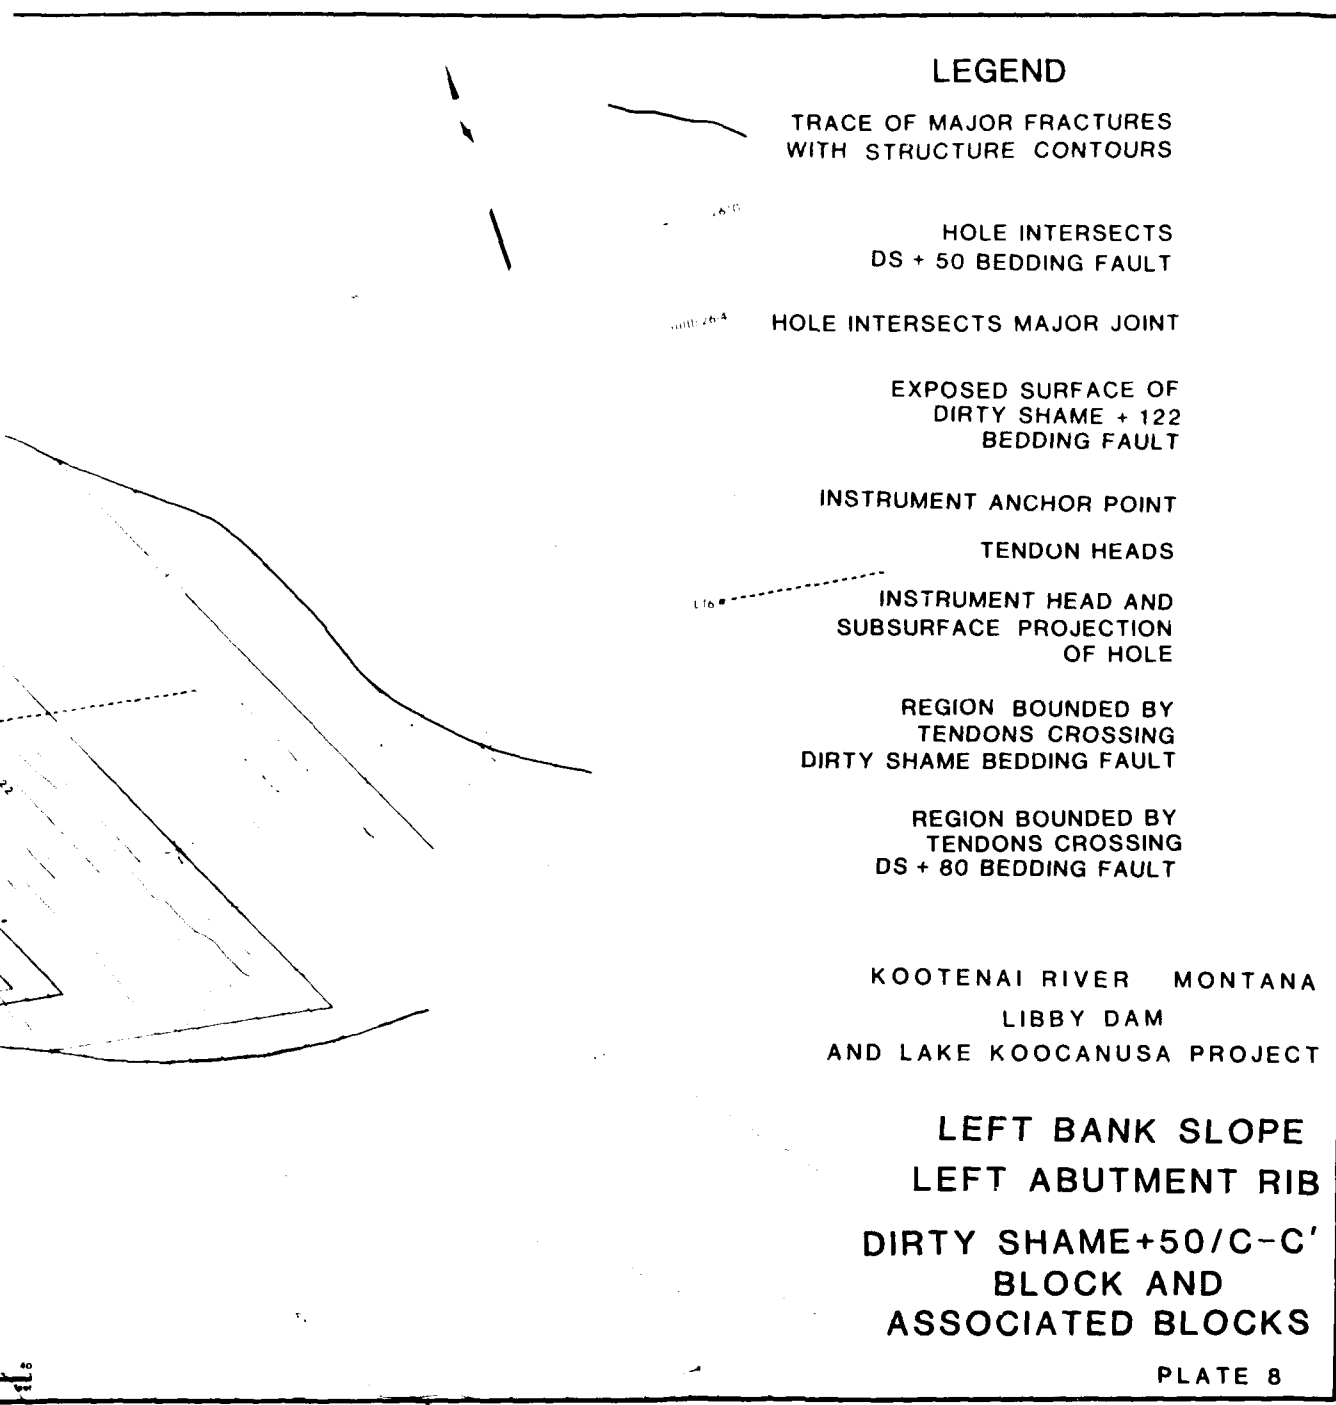 LEGEND
TRACE OF MAJOR FRACTURES
WITH STRUCTURE CONTOURS
HOLE INTERSECTS
DS + 50 BEDDING FAULT
26-4
HOLE INTERSECTS MAJOR JOINT
EXPOSED SURFACE OF
DIRTY SHAME + 122
BEDDING FAULT
INSTRUMENT ANCHOR POINT
TENDON HEADS
INSTRUMENT HEAD AND
SUBSURFACE PROJECTION
OF HOLE
REGION BOUNDED BY
TENDONS CROSSING
DIRTY SHAME BEDDING FAULT
REGION BOUNDED BY
TENDONS CROSSING
DS + 80 BEDDING FAULT
KOOTENAI RIVER MONTANA
LIBBY DAM
AND LAKE KOOCANUSA PROJECT
LEFT BANK SLOPE
LEFT ABUTMENT RIB
DIRTY SHAME+50/C-C'
BLOCK AND
ASSOCIATED BLOCKS
PLATE 8